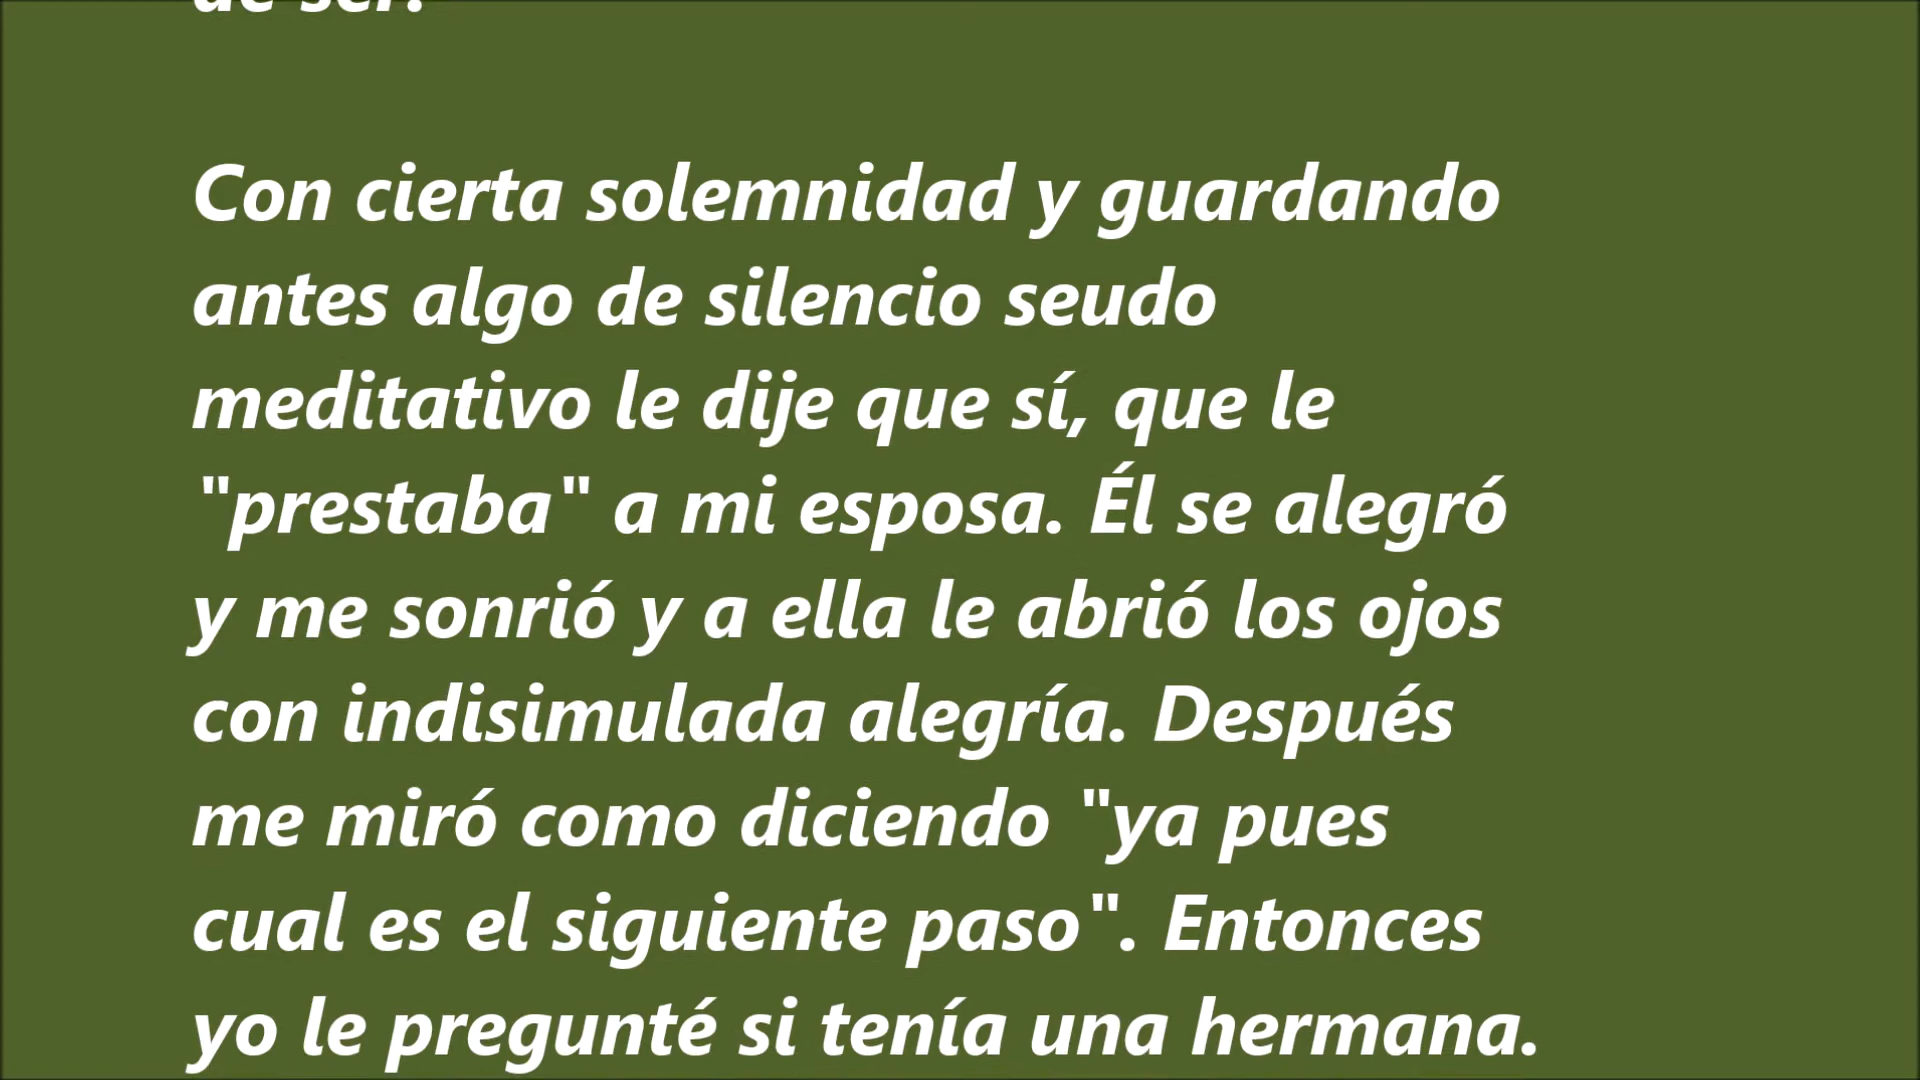 de ser.
Con cierta solemnidad y guardando
antes algo de silencio seudo
meditativo le dije que sí, que le
"prestaba" a mi esposa. Él se alegró
y me sonrió y a ella le abrió los ojos
con indisimulada alegría. Después
me miró como diciendo "ya pues
cual es el siguiente paso". Entonces
yo le pregunté si tenía una hermana.